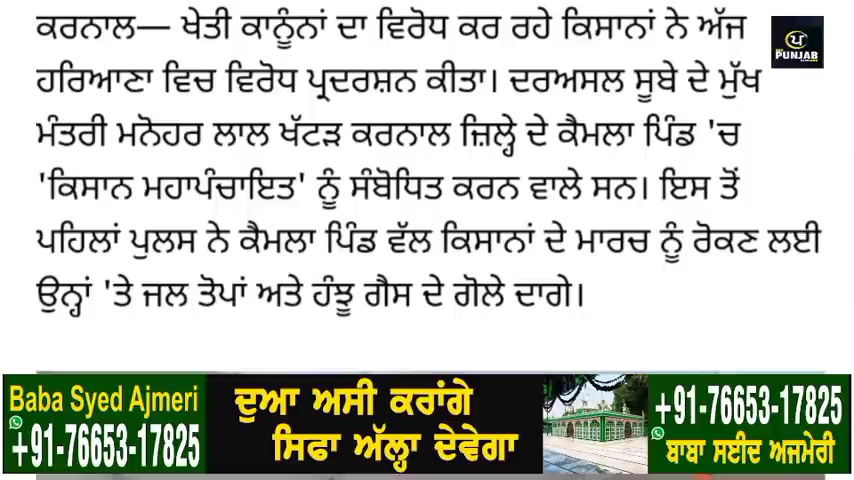 ਕਰਨਾਲ— ਖੇਤੀ ਕਾਨੂੰਨਾਂ ਦਾ ਵਿਰੋਧ ਕਰ ਰਹੇ ਕਿਸਾਨਾਂ ਨੇ ਅੱਜ
ਹਰਿਆਣਾ ਵਿਚ ਵਿਰੋਧ ਪ੍ਰਦਰਸ਼ਨ ਕੀਤਾ। ਦਰਅਸਲ ਸੂਬੇ ਦੇ ਮੁੱਖ
ਮੰਤਰੀ ਮਨੋਹਰ ਲਾਲ ਖੱਟੜ ਕਰਨਾਲ ਜ਼ਿਲ੍ਹੇ ਦੇ ਕੈਮਲਾ ਪਿੰਡ 'ਚ
'ਕਿਸਾਨ ਮਹਾਪੰਚਾਇਤ' ਨੂੰ ਸੰਬੋਧਿਤ ਕਰਨ ਵਾਲੇ ਸਨ। ਇਸ ਤੋਂ
ਪਹਿਲਾਂ ਪੁਲਸ ਨੇ ਕੈਮਲਾ ਪਿੰਡ ਵੱਲ ਕਿਸਾਨਾਂ ਦੇ ਮਾਰਚ ਨੂੰ ਰੋਕਣ ਲਈ
ਉਨ੍ਹਾਂ 'ਤੇ ਜਲ ਤੋਪਾਂ ਅਤੇ ਹੰਝੂ ਗੈਸ ਦੇ ਗੋਲੇ ਦਾਗੇ।
ਪ
PUNJAB
Baba Syed Ajmeri
+91-76653-17825
ਦੁਆ ਅਸੀ ਕਰਾਂਗੇ
ਸਿਫਾ ਅੱਲ੍ਹਾ ਦੇਵੇਗਾ
+91-76653-17825
ਬਾਬਾ ਸਈਦ ਅਜਮੇਰੀ